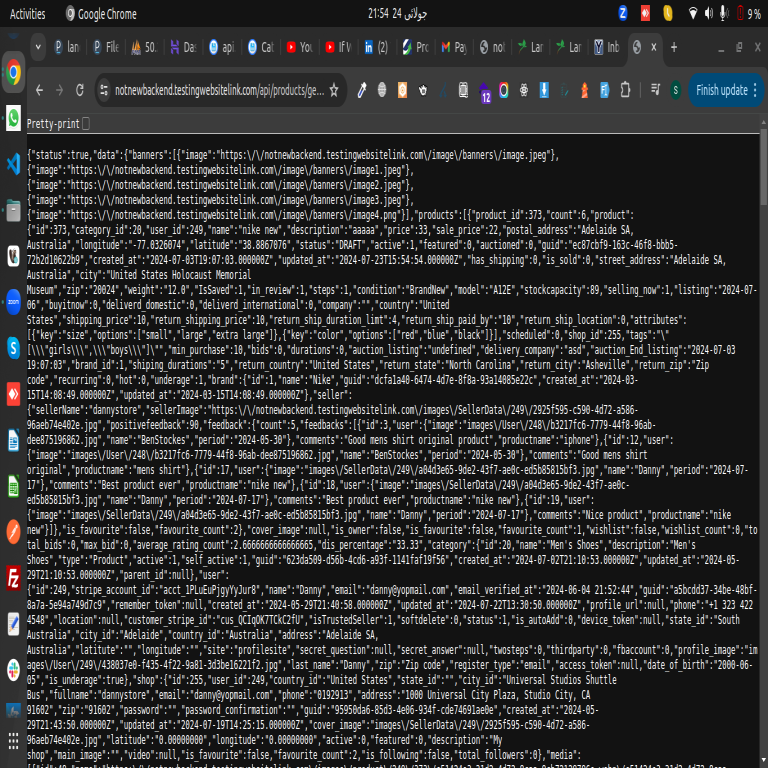 Activities
Google Chrome
21:54 24 جولائی
9 %
lan
File
50.
Da
api
Cat
You
If W
(2)
Pro
Pay
not
Lar
Lar
Inb
notnewbackend.testingwebsitelink.com/api/products/ge...
12
S
Finish update
Pretty-print
{"status":true,"data":{"banners":[{"image":"https:\/\/notnewbackend.testingwebsitelink.com\/image\/banners\/image.jpeg"},
{"image":"https:\/\/notnewbackend.testingwebsitelink.com\/image\/banners\/image1.jpeg"},
{"image":"https:\/\/notnewbackend.testingwebsitelink.com\/image\/banners\/image2.jpeg"},
{"image":"https:\/\/notnewbackend.testingwebsitelink.com\/image\/banners\/image3.jpeg"},
{"image":"https:\/\/notnewbackend.testingwebsitelink.com\/image\/banners\/image4.png"}],"products":[{"product_id":373,"count":6,"product":
{"id":373,"category_id":20,"user_id":249,"name":"nike new","description":"aaaaa","price":33,"sale_price":22,"postal_address":"Adelaide SA,
Australia","longitude":"-77.0326074","latitude":"38.8867076","status":"DRAFT","active":1,"featured":0,"auctioned":0,"guid":"ec87cbf9-163c-46f8-bbb5-
72b2d10622b9","created_at":"2024-07-03T19:07:03.000000Z","updated_at":"2024-07-23T15:54:54.000000Z","has_shipping":0,"is_sold":0,"street_address":"Adelaide SA,
Australia","city":"United States Holocaust Memorial
Museum","zip":"20024","weight":"12.0","IsSaved":1,"in_review":1,"steps":1,"condition":"BrandNew","model":"A12E","stockcapacity":89,"selling_now":1,"listing":"2024-07-
06","buyitnow":0,"deliverd_domestic":0,"deliverd_international":0,"company":"","country":"United
States","shipping_price":10,"return_shipping_price":10,"return_ship_duration_limt":4,"return_ship_paid_by":"10","return_ship_location":0,"attributes":
[{"key":"size","options":["small","large","extra large"]},{"key":"color","options":["red","blue","black"]}],"scheduled":0,"shop_id":255,"tags":"\"
[\\\"girls\\\",\\\"boys\\\"]\"","min_purchase":10,"bids":0,"durations":0,"auction_listing":"undefined","delivery_company":"asd","auction_End_listing":"2024-07-03
19:07:03","brand_id":1,"shiping_durations":"5","return_country":"United States","return_state":"North Carolina","return_city":"Asheville","return_zip":"Zip
code","recurring":0,"hot":0,"underage":1,"brand":{"id":1,"name":"Nike","guid":"dcfa1a40-6474-4d7e-8f8a-93a14085e22c","created_at":"2024-03-
15T14:08:49.000000Z","updated_at":"2024-03-15T14:08:49.000000Z"},"seller":
{"sellerName":"dannystore","sellerImage":"https:\/\/notnewbackend.testingwebsitelink.com\/images\/SellerData\/249\/2925f595-c590-4d72-a586-
96aeb74e402e.jpg","positivefeedback":90,"feedback":{"count":5,"feedbacks":[{"id":3,"user":{"image":"images\/User\/248\/b3217fc6-7779-44f8-96ab-
dee875196862.jpg","name":"BenStockes","period":"2024-05-30"},"comments":"Good mens shirt original product","productname":"iphone"},{"id":12,"user":
{"image":"images\/User\/248\/b3217fc6-7779-44f8-96ab-dee875196862.jpg","name":"BenStockes","period":"2024-05-30"},"comments":"Good mens shirt
original","productname":"mens shirt"},{"id":17,"user":{"image":"images\/SellerData\/249\/a04d3e65-9de2-43f7-ae0c-ed5b85815bf3.jpg","name":"Danny","period":"2024-07-
17"},"comments":"Best product ever","productname":"nike new"},{"id":18,"user":{"image":"images\/SellerData\/249\/a04d3e65-9de2-43f7-ae0c-
ed5b85815bf3.jpg","name":"Danny","period":"2024-07-17"},"comments":"Best product ever","productname":"nike new"},{"id":19,"user":
{"image":"images\/SellerData\/249\/a04d3e65-9de2-43f7-ae0c-ed5b85815bf3.jpg","name":"Danny","period":"2024-07-17"},"comments":"Nice product","productname":"nike
new"}]},"is_favourite":false,"favourite_count":2},"cover_image":null,"is_owner":false,"is_favourite":false,"favourite_count":1,"wishlist":false,"wishlist_count":0,"to
tal_bids":0,"max_bid":0,"average_rating_count":2.6666666666666665,"dis_percentage":"33.33","category":{"id":20,"name":"Men's Shoes","description":"Men's
Shoes","type":"Product","active":1,"self_active":1,"guid":"623da509-d56b-4cd6-a93f-1141faf19f56","created_at":"2024-07-02T21:10:53.000000Z","updated_at":"2024-05-
29T21:10:53.000000Z","parent_id":null},"user":
{"id":249,"stripe_account_id":"acct_1PLuEuPjgyYyJur8","name":"Danny","email":"danny@yopmail.com","email_verified_at":"2024-06-04 21:52:44","guid":"a5bcdd37-34be-48bf-
8a7a-5e94a749d7c9","remember_token":null,"created_at":"2024-05-29T21:40:58.000000Z","updated_at":"2024-07-22T13:30:50.000000Z","profile_url":null,"phone":"+1 323 422
4548","location":null,"customer_stripe_id":"cus_QCIqOK7TCkC2fU","isTrustedSeller":1,"softdelete":0,"status":1,"is_autoAdd":0,"device_token":null,"state_id":"South
Australia","city_id":"Adelaide","country_id":"Australia","address":"Adelaide SA,
Australia","latitute":"","longitute":"","site":"profilesite","secret_question":null,"secret_answer":null,"twosteps":0,"thirdparty":0,"fbaccount":0,"profile_image":"im
ages\/User\/249\/438037e0-f435-4f22-9a81-3d3be16221f2.jpg","last_name":"Danny","zip":"Zip code","register_type":"email","access_token":null,"date_of_birth":"2000-06-
05","is_underage":true},"shop":{"id":255,"user_id":249,"country_id":"United States","state_id":"","city_id":"Universal Studios Shuttle
Bus","fullname":"dannystore","email":"danny@yopmail.com","phone":"0192913","address":"1000 Universal City Plaza, Studio City, CA
91602","zip":"91602","password":"","password_confirmation":"","guid":"95950da6-85d3-4e06-934f-cde74691ae0e","created_at":"2024-05-
29T21:43:50.000000Z","updated_at":"2024-07-19T14:25:15.000000Z","cover_image":"images\/SellerData\/249\/2925f595-c590-4d72-a586-
96aeb74e402e.jpg","latitude":"0.00000000","longitude":"0.00000000","active":0,"featured":0,"description":"My
shop","main_image":"","video":null,"is_favourite":false,"favourite_count":2,"is_following":false,"total_followers":0},"media":